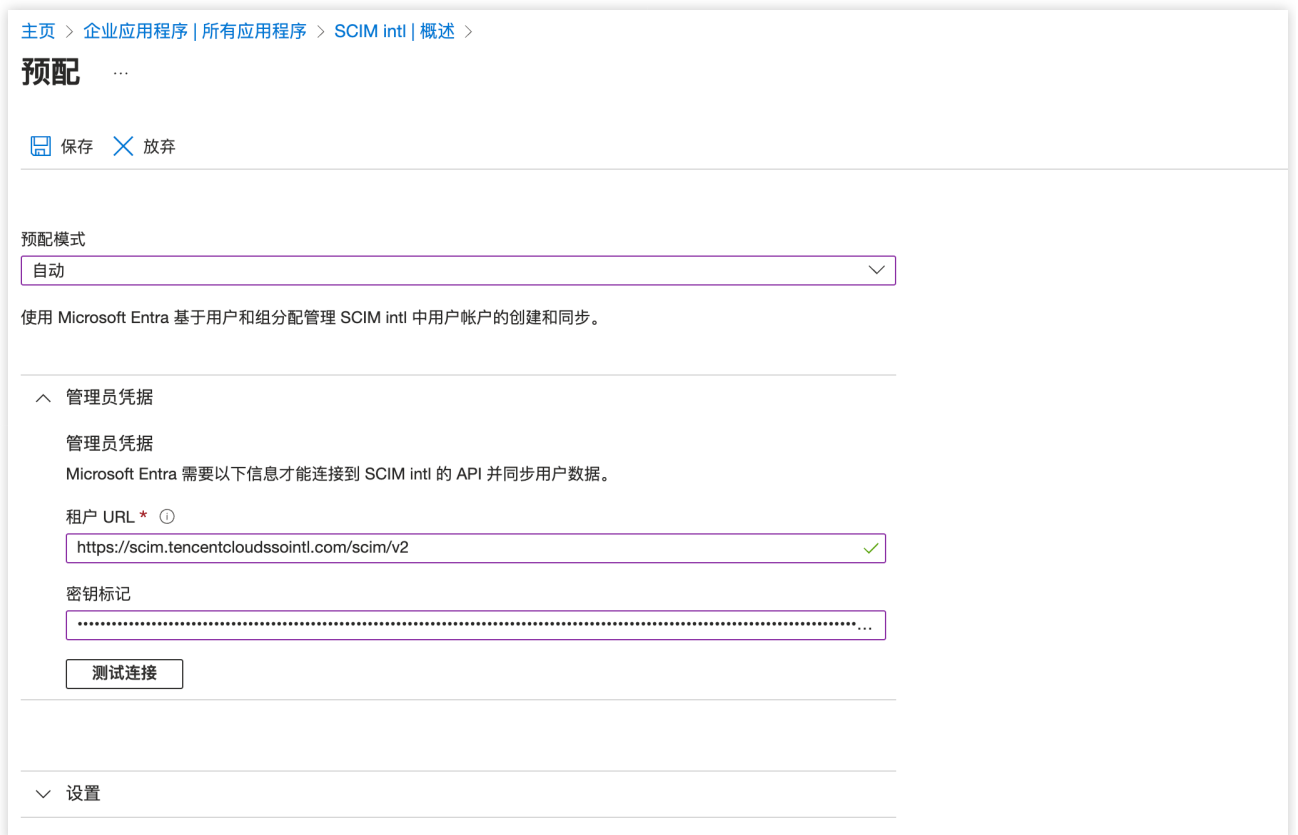 主页 > 企业应用程序 | 所有应用程序 > SCIM intl | 概述 >
预配 ...
保存 放弃
预配模式
自动
使用 Microsoft Entra 基于用户和组分配管理 SCIM intl 中用户帐户的创建和同步。
管理员凭据
管理员凭据
Microsoft Entra 需要以下信息才能连接到 SCIM intl 的 API 并同步用户数据。
租户 URL *
https://scim.tencentcloudssointl.com/scim/v2
密钥标记
测试连接
设置